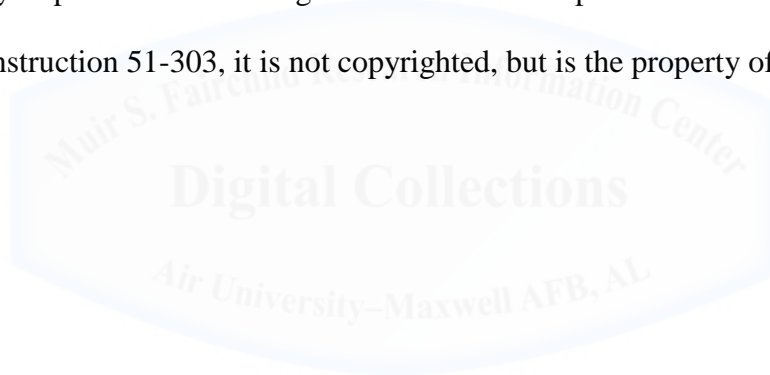 nstruction 51-303, it is not copyrighted, but is the property of
Muir S. Fairchild Research Information Center
Digital Collections
Air University–Maxwell AFB, AL